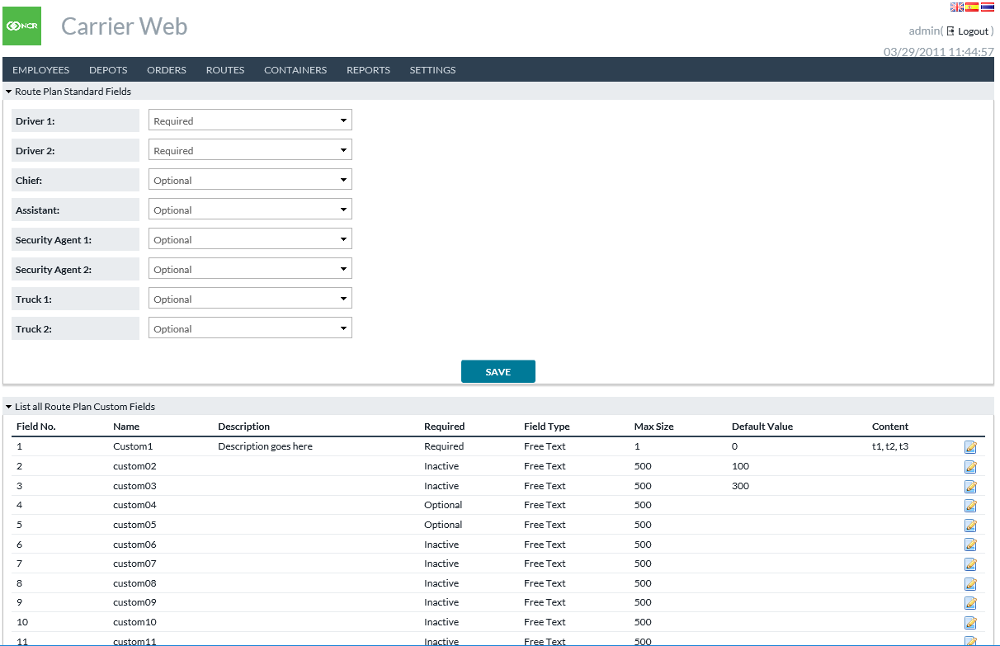 NCR
Carrier Web
admin( Logout )
03/29/2011 11:44:57
EMPLOYEES DEPOTS ORDERS ROUTES CONTAINERS REPORTS SETTINGS
Route Plan Standard Fields
Driver 1: Required
Driver 2: Required
Chief: Optional
Assistant: Optional
Security Agent 1: Optional
Security Agent 2: Optional
Truck 1: Optional
Truck 2: Optional
SAVE
List all Route Plan Custom Fields
Field No. Name Description Required Field Type Max Size Default Value Content
1 Custom1 Description goes here Required Free Text 1 0 t1, t2, t3
2 custom02 Inactive Free Text 500 100
3 custom03 Inactive Free Text 500 300
4 custom04 Optional Free Text 500
5 custom05 Optional Free Text 500
6 custom06 Inactive Free Text 500
7 custom07 Inactive Free Text 500
8 custom08 Inactive Free Text 500
9 custom09 Inactive Free Text 500
10 custom10 Inactive Free Text 500
11 custom11 Inactive Free Text 500